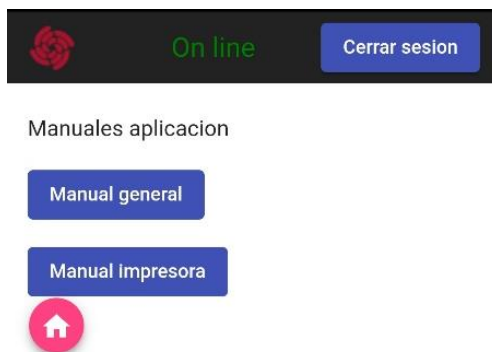 On line
Cerrar sesion
Manuales aplicacion
Manual general
Manual impresora